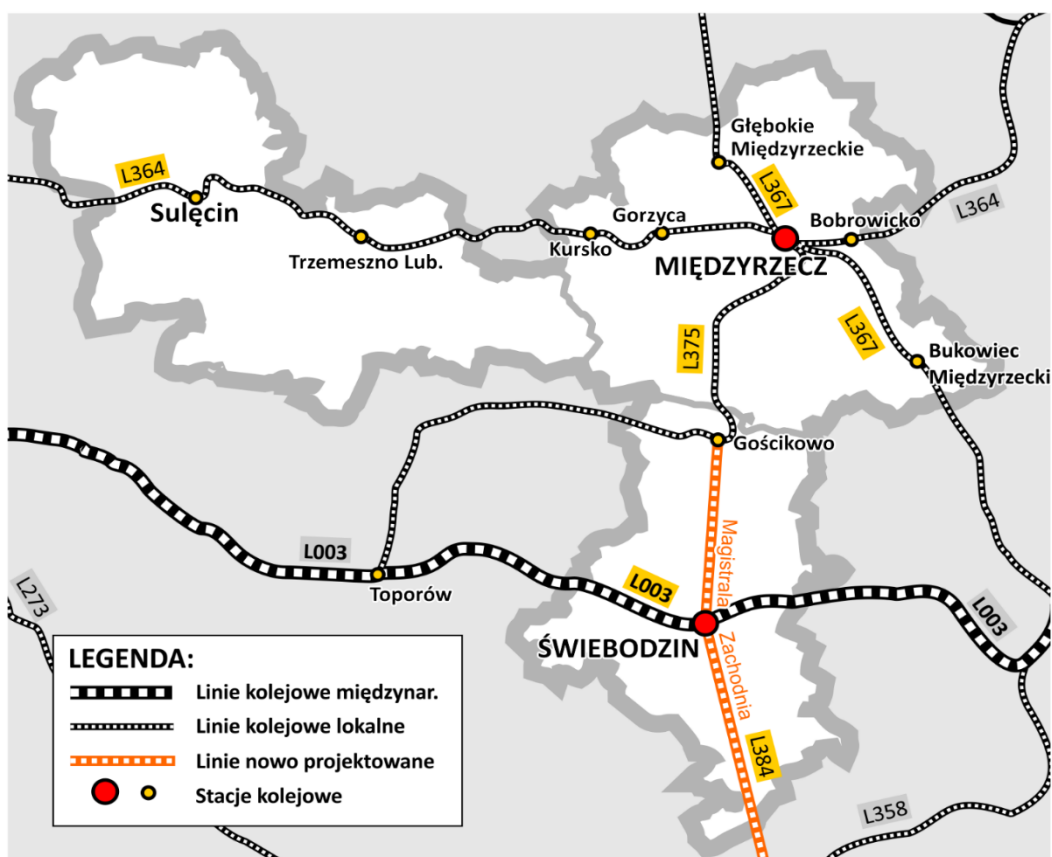 Głębokie
Międzyrzeckie
L364
L367
Sulęcin
Gorzyca
Bobrowicko
L364
Trzemeszno Lub.
Kursko
MIĘDZYRZECZ
L375
L367
Bukowiec
Międzyrzecki
Gościkowo
Magistrala
L003
L003
L003
L273
Toporów
ŚWIEBODZIN
Zachodnia
L384
L358
LEGENDA:
Linie kolejowe międzynar.
Linie kolejowe lokalne
Linie nowo projektowane
Stacje kolejowe